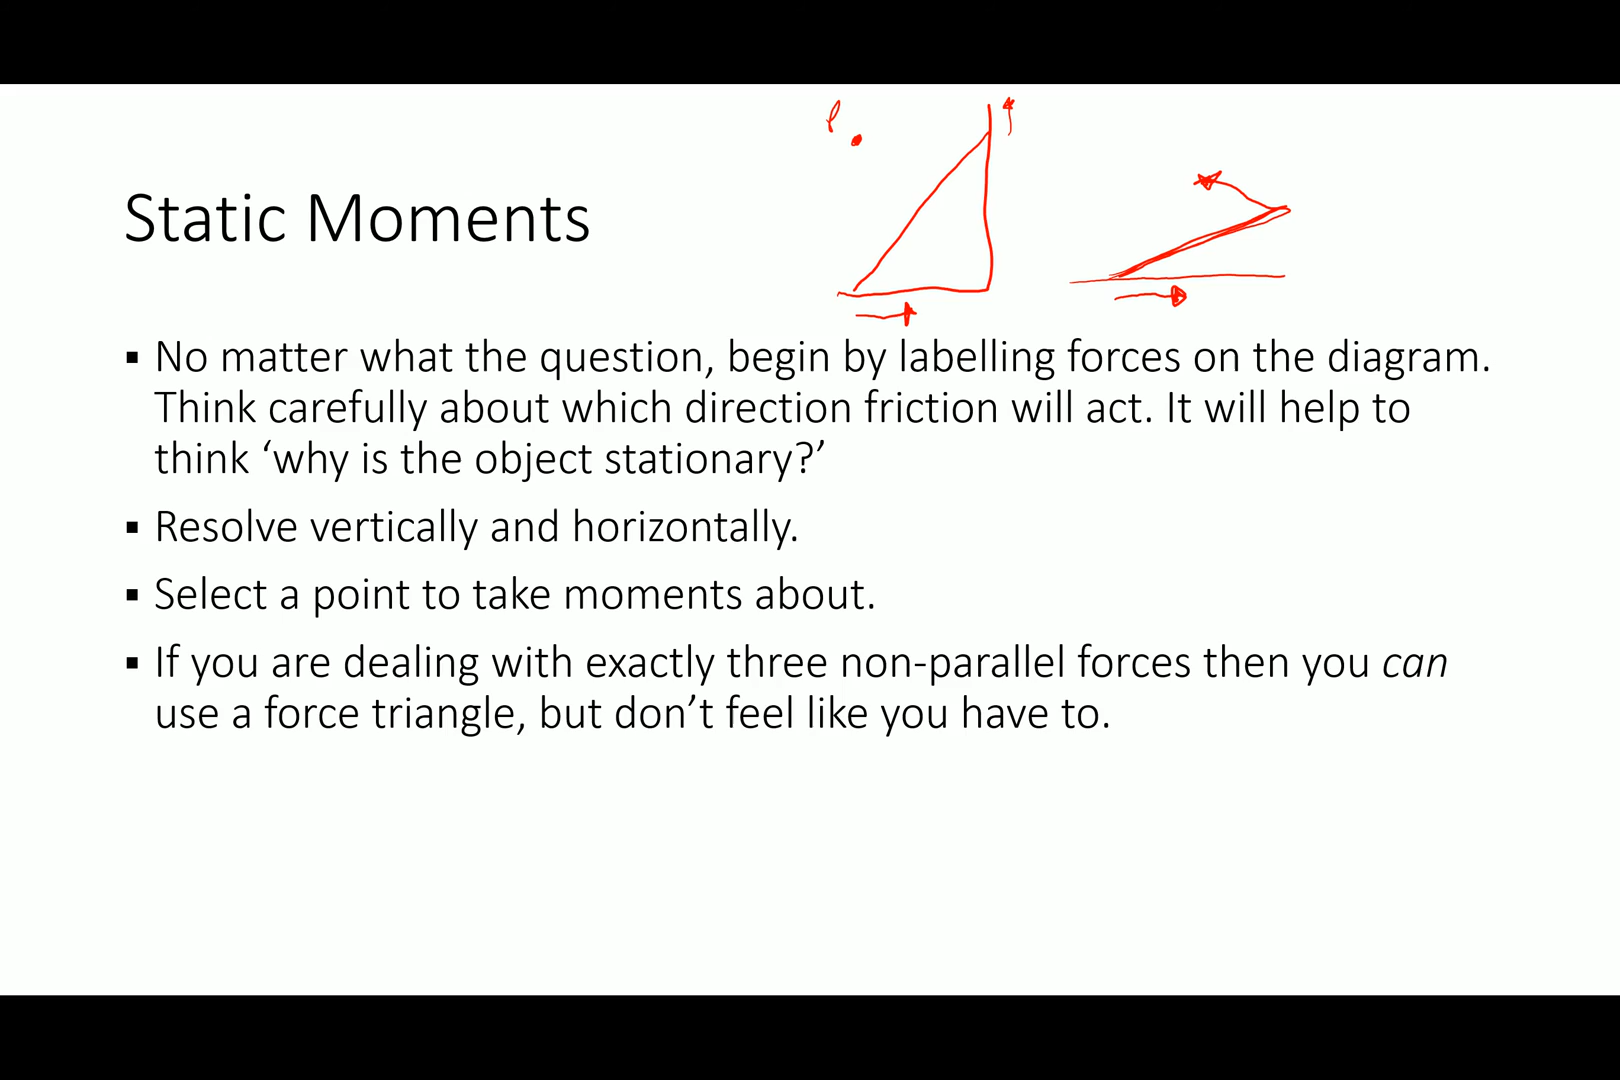 Static Moments
▪ No matter what the question, begin by labelling forces on the diagram.
Think carefully about which direction friction will act. It will help to
think ‘why is the object stationary?’
▪ Resolve vertically and horizontally.
▪ Select a point to take moments about.
▪ If you are dealing with exactly three non-parallel forces then you can
use a force triangle, but don’t feel like you have to.